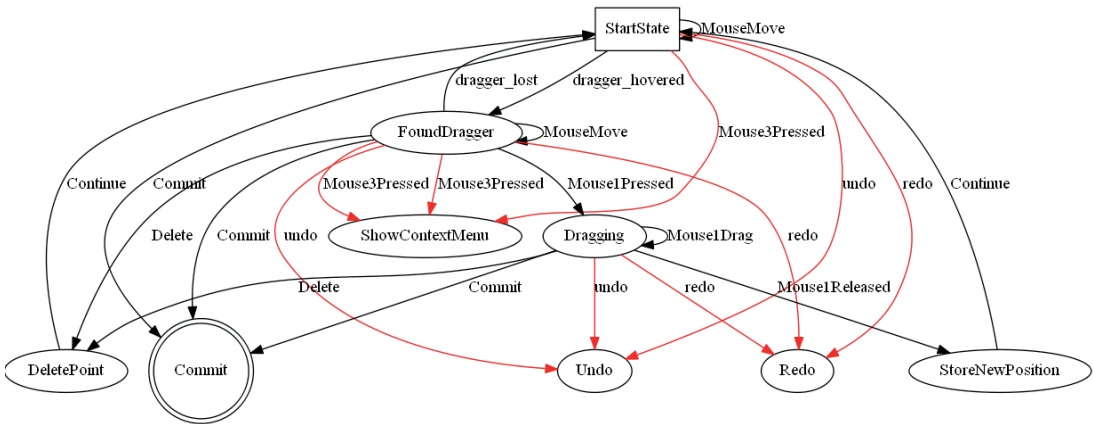 StartState
MouseMove
dragger_lost
dragger_hovered
FoundDragger
MouseMove
Mouse3Pressed
Continue
Commit
Mouse3Pressed
Mouse3Pressed
Mouse1Pressed
undo
redo
Continue
Delete
Commit
undo
ShowContextMenu
Dragging
Mouse1Drag
redo
Delete
Commit
undo
redo
Mouse1Released
DeletePoint
Commit
Undo
Redo
StoreNewPosition